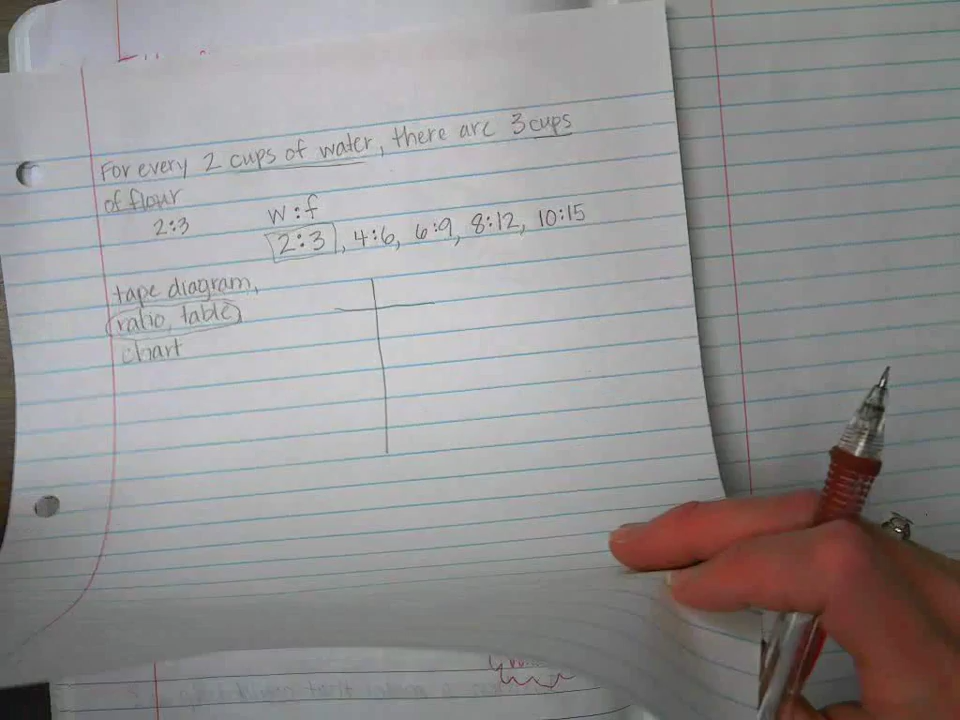 For every 2 cups of water, there are 3 cups
of flour
2:3
w:f
2:3, 4:6, 6:9, 8:12, 10:15
tape diagram,
ratio, table
chart